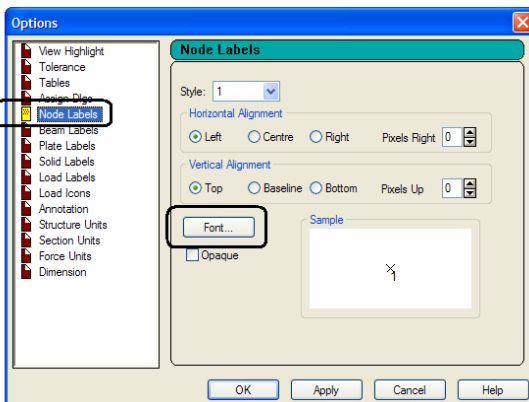 Options
View Highlight
Tolerance
Tables
Assign Dlgs
Node Labels
Beam Labels
Plate Labels
Solid Labels
Load Labels
Load Icons
Annotation
Structure Units
Section Units
Force Units
Dimension
Node Labels
Style: 1
Horizontal Alignment
Left Centre Right Pixels Right 0
Vertical Alignment
Top Baseline Bottom Pixels Up 0
Font...
Opaque
Sample
1
OK Apply Cancel Help